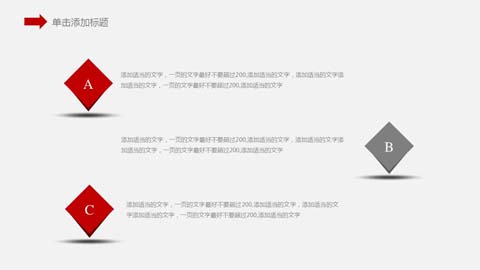 单击添加标题
A
添加适当的文字，一页的文字最好不要超过200,添加适当的文字，添加适当的文字添
加适当的文字，一页的文字最好不要超过200,添加适当的文字
添加适当的文字，一页的文字最好不要超过200,添加适当的文字，添加适当的文字添
加适当的文字，一页的文字最好不要超过200,添加适当的文字
B
C
添加适当的文字，一页的文字最好不要超过200,添加适当的文字，添加适当的文
字添加适当的文字，一页的文字最好不要超过200,添加适当的文字